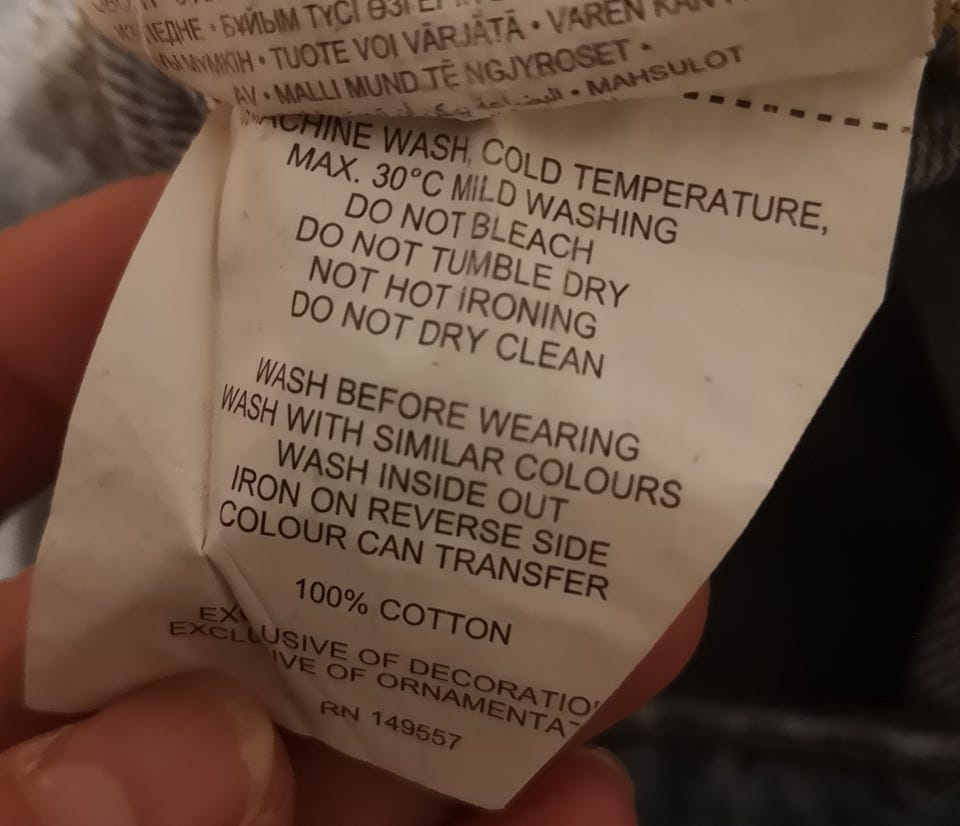 • БҰЙЫМ ТҮСІ
• TUOTE VOI VÄRJÄTÄ • VAREN KAN
AV • MALLI MUND TË NGJYROSET •
• MAHSULOT
MACHINE WASH, COLD TEMPERATURE,
MAX. 30°C MILD WASHING
DO NOT BLEACH
DO NOT TUMBLE DRY
NOT HOT IRONING
DO NOT DRY CLEAN
WASH BEFORE WEARING
WASH WITH SIMILAR COLOURS
WASH INSIDE OUT
IRON ON REVERSE SIDE
COLOUR CAN TRANSFER
100% COTTON
EXCLUSIVE OF DECORATIO
EXCLUSIVE OF ORNAMENTAT
RN 149557